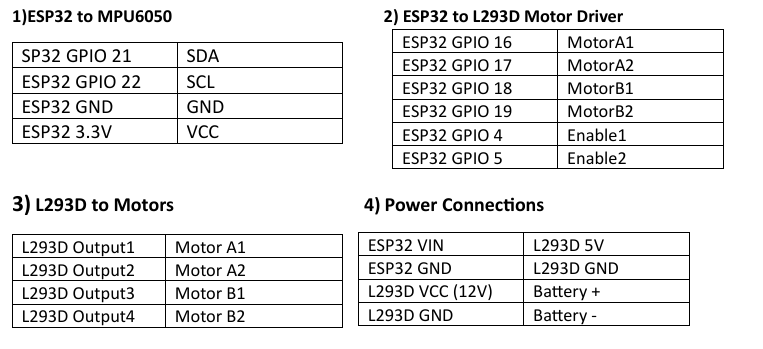 1)ESP32 to MPU6050
SP32 GPIO 21 SDA
ESP32 GPIO 22 SCL
ESP32 GND GND
ESP32 3.3V VCC
2) ESP32 to L293D Motor Driver
ESP32 GPIO 16 MotorA1
ESP32 GPIO 17 MotorA2
ESP32 GPIO 18 MotorB1
ESP32 GPIO 19 MotorB2
ESP32 GPIO 4 Enable1
ESP32 GPIO 5 Enable2
3) L293D to Motors
L293D Output1 Motor A1
L293D Output2 Motor A2
L293D Output3 Motor B1
L293D Output4 Motor B2
4) Power Connections
ESP32 VIN L293D 5V
ESP32 GND L293D GND
L293D VCC (12V) Battery +
L293D GND Battery -